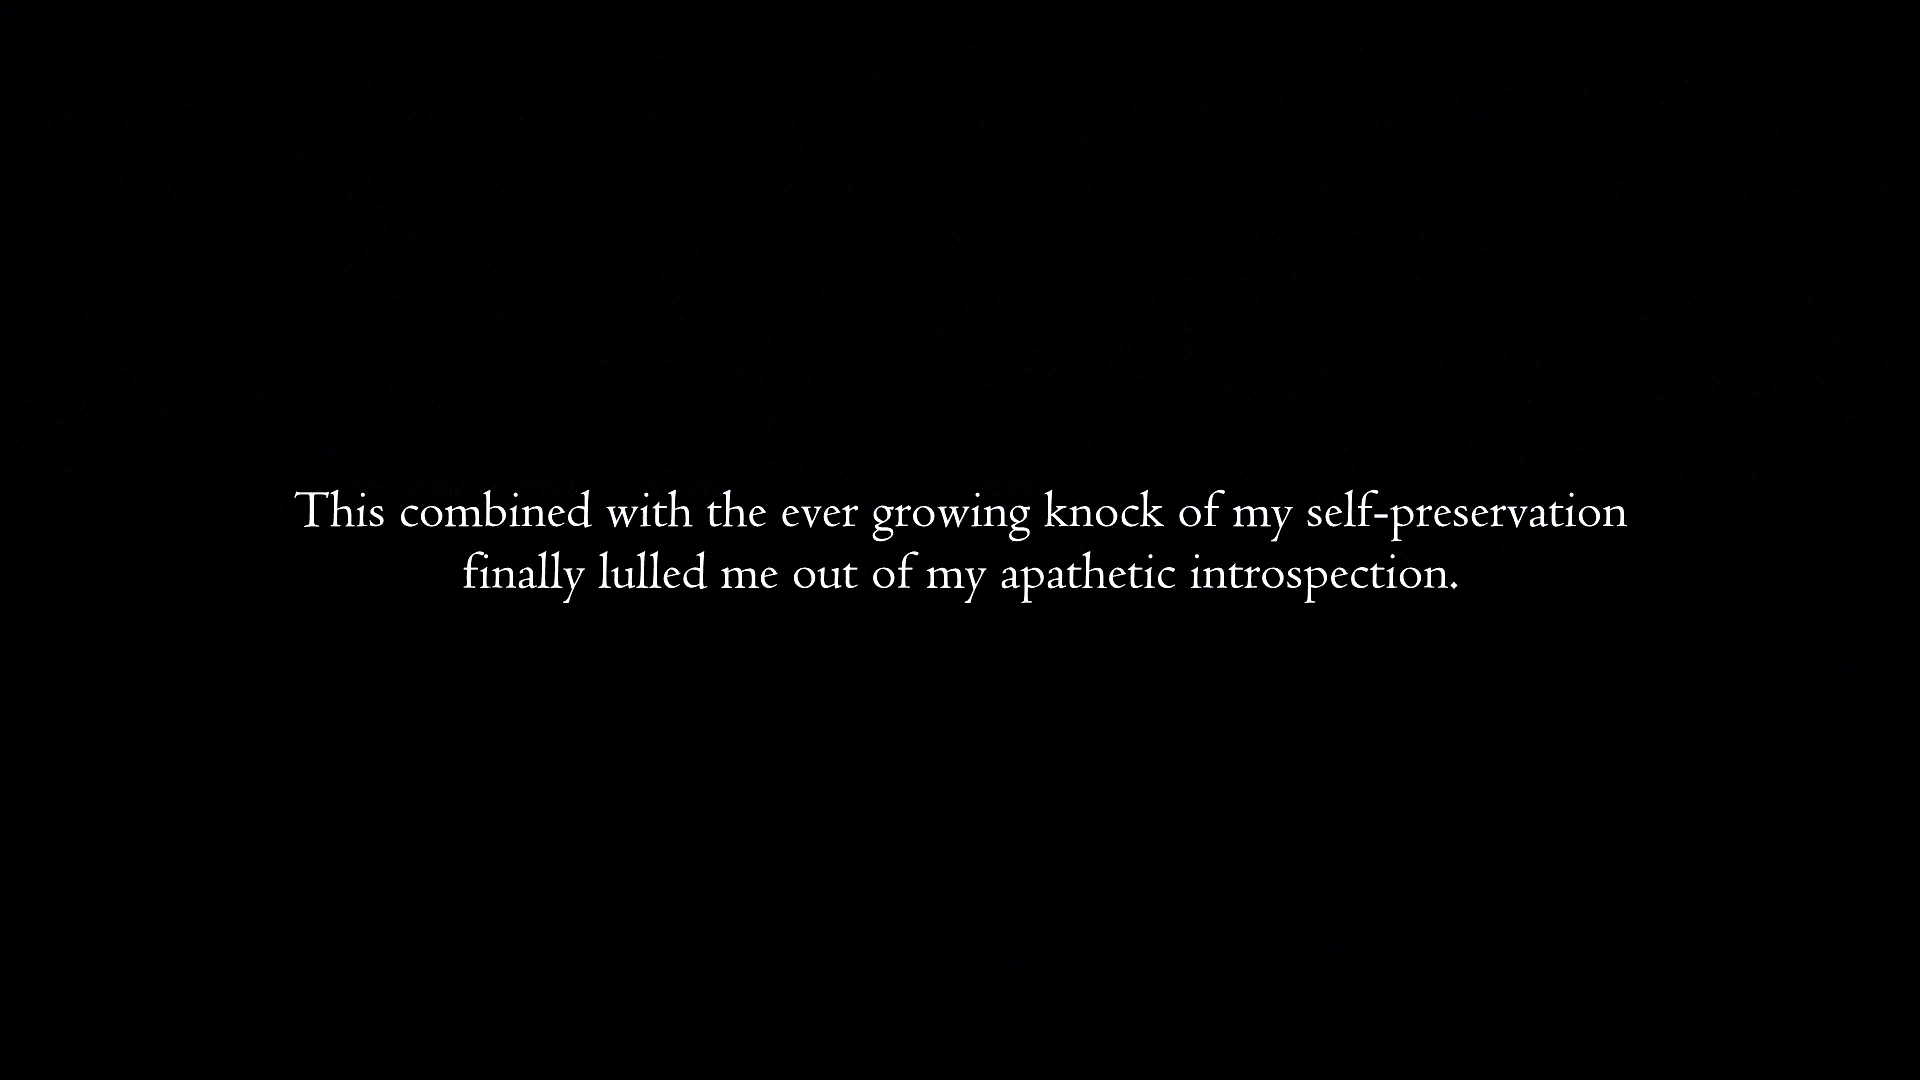 This combined with the ever growing knock of my self-preservation
finally lulled me out of my apathetic introspection.